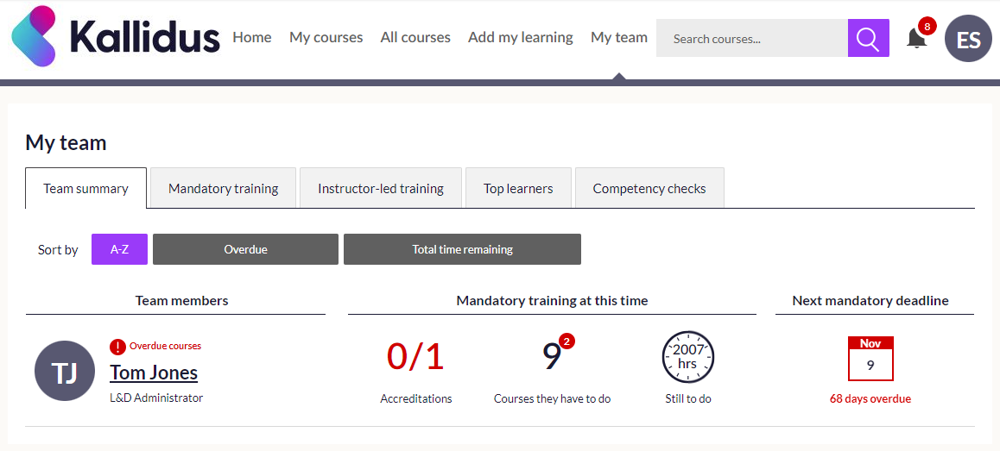 Kallidus Home My courses All courses Add my learning My team Search courses... 8 ES
My team
Team summary Mandatory training Instructor-led training Top learners Competency checks
Sort by A-Z Overdue Total time remaining
Team members Mandatory training at this time Next mandatory deadline
TJ
! Overdue courses
Tom Jones
L&D Administrator
0/1
Accreditations
9 2
Courses they have to do
2007
hrs
Still to do
Nov
9
68 days overdue